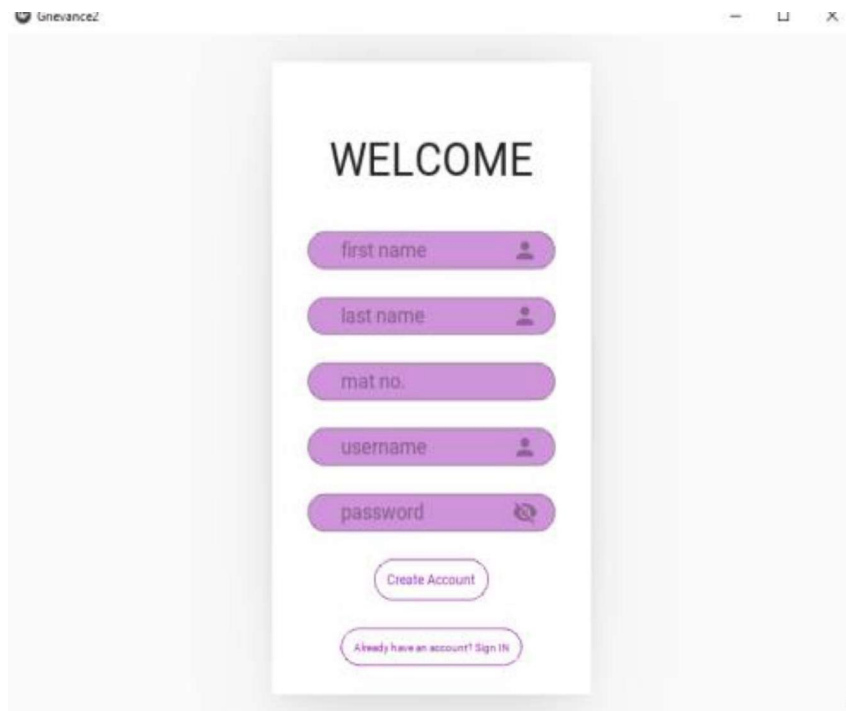 Grievance2
WELCOME
first name
last name
mat no.
username
password
Create Account
Already have an account? Sign IN